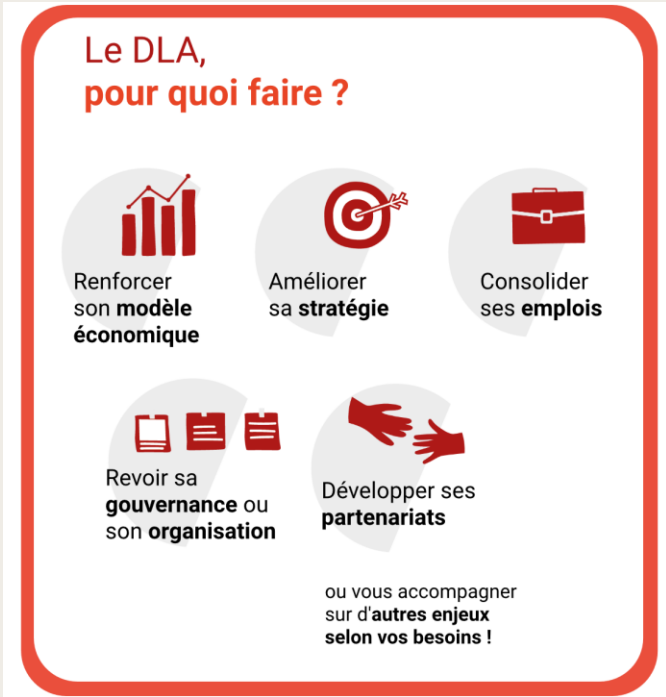 Le DLA,
pour quoi faire ?
Renforcer
son modèle
économique
Améliorer
sa stratégie
Consolider
ses emplois
Revoir sa
gouvernance ou
son organisation
Développer ses
partenariats
ou vous accompagner
sur d'autres enjeux
selon vos besoins !